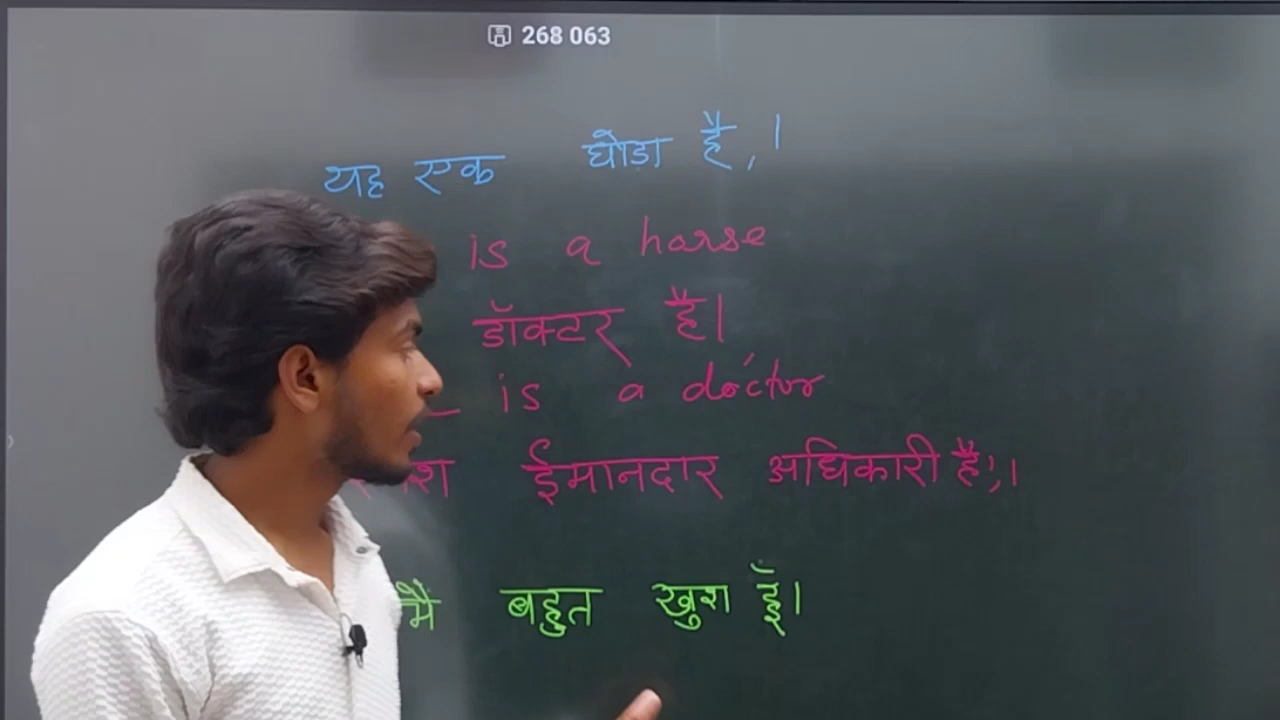 268 063
यह एक घोड़ा है,।
is a horse
डॉक्टर है।
is a doctor
ईमानदार अधिकारी है,।
मै बहुत खुश हूँ।